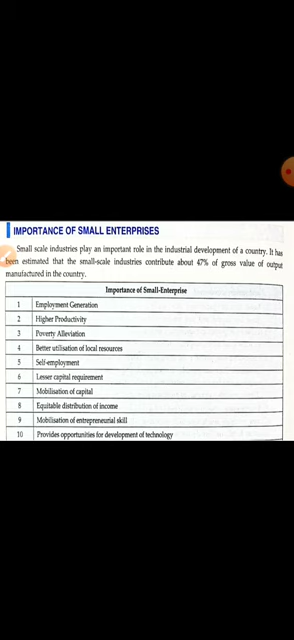 IMPORTANCE OF SMALL ENTERPRISES
Small scale industries play an important role in the industrial development of a country. It has
been estimated that the small-scale industries contribute about 47% of gross value of output
manufactured in the country.
Importance of Small-Enterprise
1 Employment Generation
2 Higher Productivity
3 Poverty Alleviation
4 Better utilisation of local resources
5 Self-employment
6 Lesser capital requirement
7 Mobilisation of capital
8 Equitable distribution of income
9 Mobilisation of entrepreneurial skill
10 Provides opportunities for development of technology